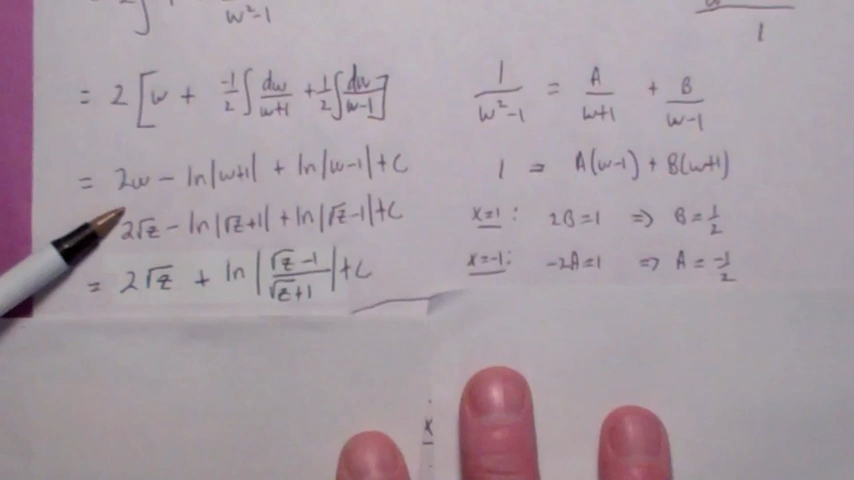 w²-1
1
= 2[w + -1/2 ∫ dw/w+1 + 1/2 ∫ dw/w-1]
= 2w - ln|w+1| + ln|w-1| + C
2√z - ln|√z+1| + ln|√z-1| + C
= 2√z + ln|√z-1/√z+1| + C
1/w²-1 = A/w+1 + B/w-1
1 = A(w-1) + B(w+1)
x=1: 2B=1 => B=1/2
x=-1: -2A=1 => A=-1/2
x